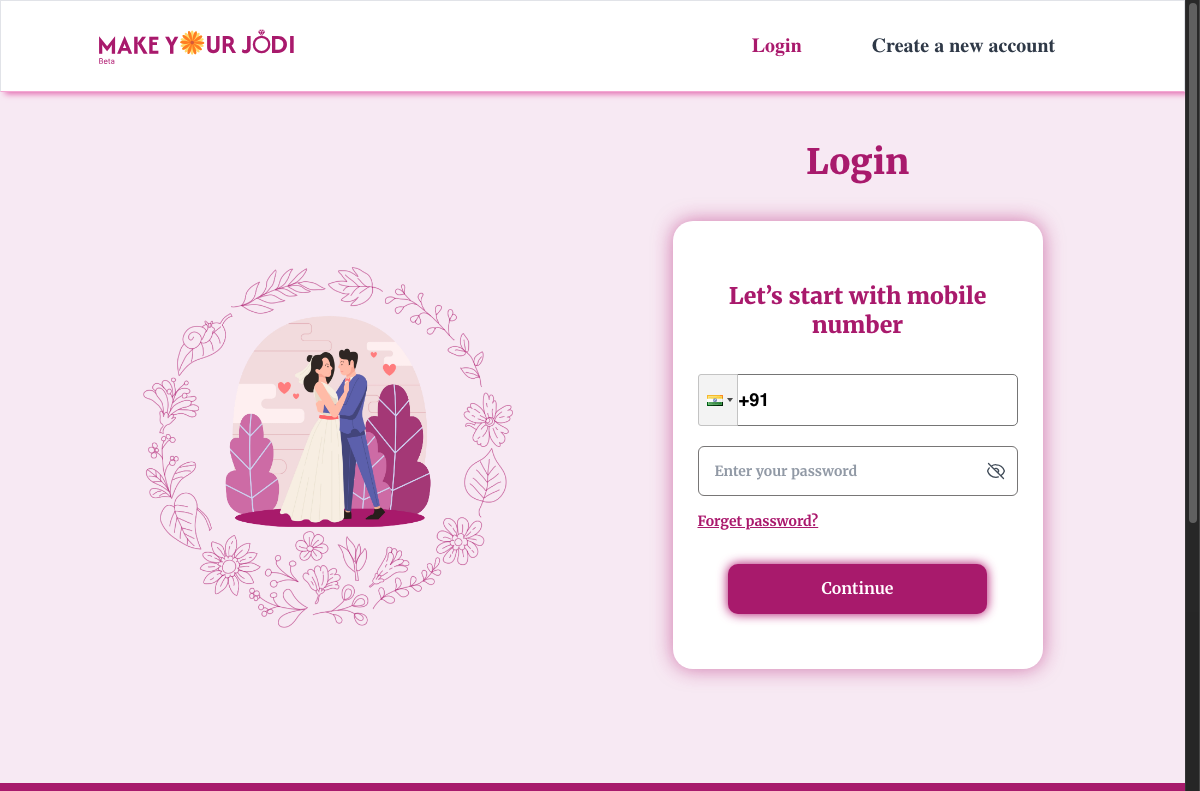 MAKE YOUR JODI
Beta
Login
Create a new account
Login
Let’s start with mobile
number
+91
Enter your password
Forget password?
Continue